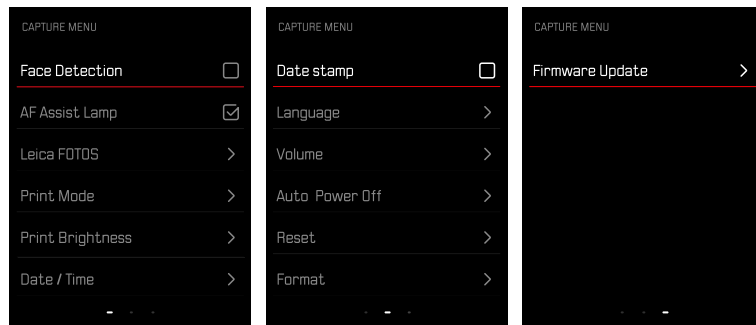 CAPTURE MENU
Face Detection
AF Assist Lamp
Leica FOTOS
Print Mode
Print Brightness
Date / Time
CAPTURE MENU
Date stamp
Language
Volume
Auto Power Off
Reset
Format
CAPTURE MENU
Firmware Update